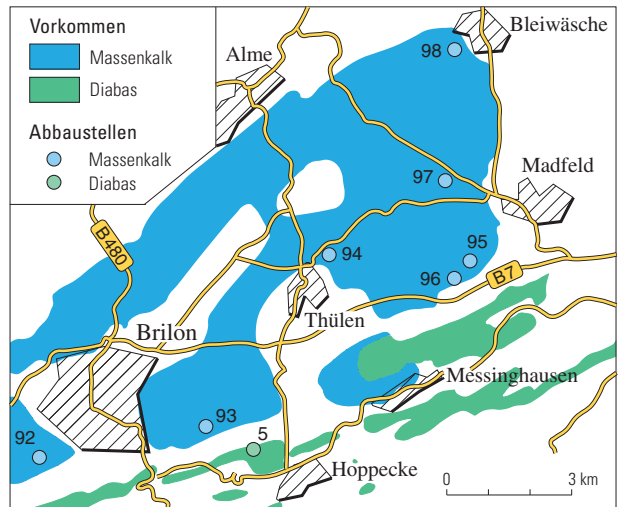 Vorkommen
Massenkalk
Diabas
Abbaustellen
Massenkalk
Diabas
Bleiwäsche
98
Alme
97
Madfeld
B480
94
95
96
B7
Thülen
Brilon
Messinghausen
93
5
92
Hoppecke
0 3 km